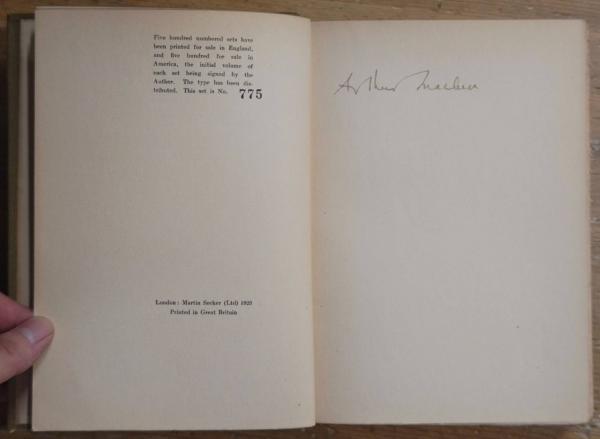 Five hundred numbered sets have
been printed for sale in England,
and five hundred for sale in
America, the initial volume of
each set being signed by the
Author. The type has been dis-
tributed. This set is No. 775
London: Martin Secker (Ltd) 1923
Printed in Great Britain
Arthur Machen